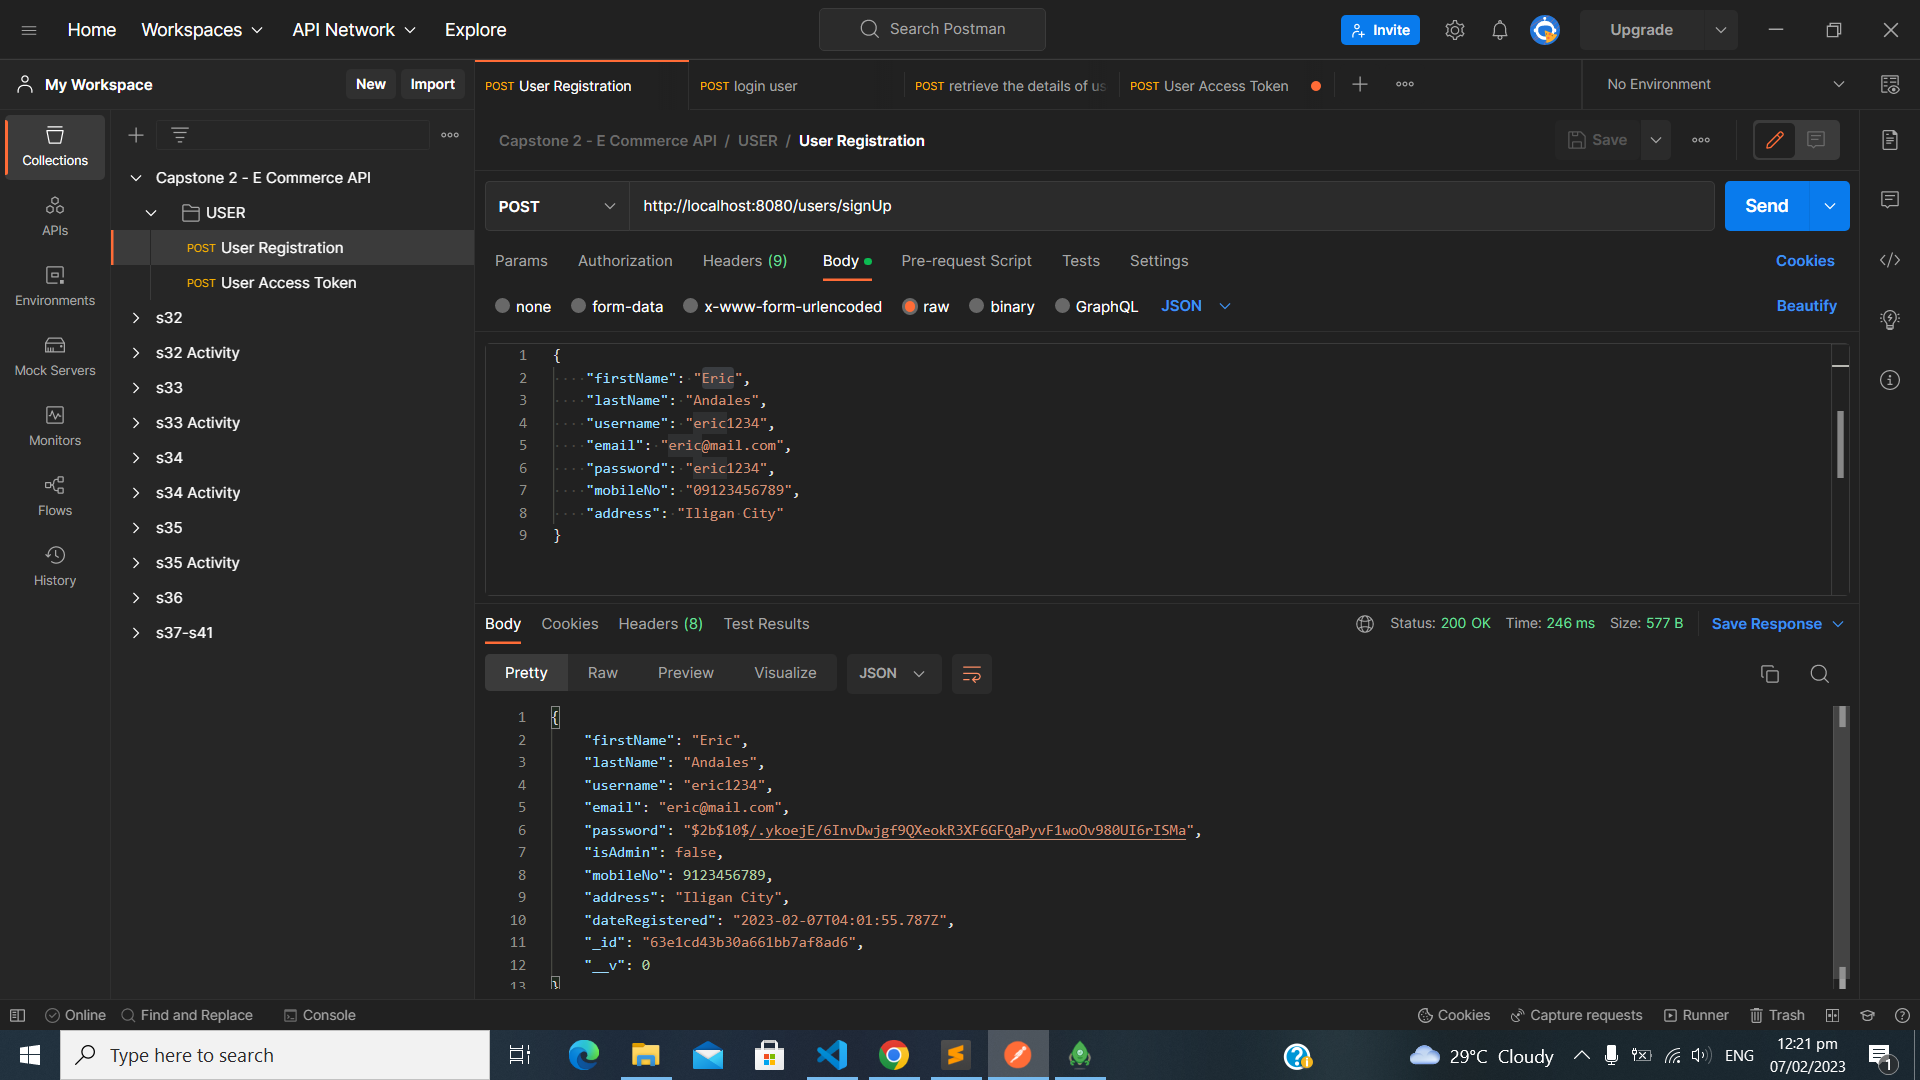 Home
Workspaces
API Network
Explore
Search Postman
Invite
Upgrade
My Workspace
New
Import
POST User Registration
POST login user
POST retrieve the details of us
POST User Access Token
No Environment
Collections
APIs
Environments
Mock Servers
Monitors
Flows
History
Capstone 2 - E Commerce API
USER
POST User Registration
POST User Access Token
s32
s32 Activity
s33
s33 Activity
s34
s34 Activity
s35
s35 Activity
s36
s37-s41
Capstone 2 - E Commerce API / USER / User Registration
Save
POST
http://localhost:8080/users/signUp
Send
Params
Authorization
Headers (9)
Body
Pre-request Script
Tests
Settings
Cookies
none
form-data
x-www-form-urlencoded
raw
binary
GraphQL
JSON
Beautify
1 {
2 "firstName": "Eric",
3 "lastName": "Andales",
4 "username": "eric1234",
5 "email": "eric@mail.com",
6 "password": "eric1234",
7 "mobileNo": "09123456789",
8 "address": "Iligan City"
9 }
Body
Cookies
Headers (8)
Test Results
Status: 200 OK
Time: 246 ms
Size: 577 B
Save Response
Pretty
Raw
Preview
Visualize
JSON
1 {
2 "firstName": "Eric",
3 "lastName": "Andales",
4 "username": "eric1234",
5 "email": "eric@mail.com",
6 "password": "$2b$10$/.ykoejE/6InvDwjgf9QXeokR3XF6GFQaPyvF1woOv980UI6rISMa",
7 "isAdmin": false,
8 "mobileNo": 9123456789,
9 "address": "Iligan City",
10 "dateRegistered": "2023-02-07T04:01:55.787Z",
11 "_id": "63e1cd43b30a661bb7af8ad6",
12 "__v": 0
13 }
Online
Find and Replace
Console
Cookies
Capture requests
Runner
Trash
Type here to search
29°C Cloudy
ENG
12:21 pm
07/02/2023
1